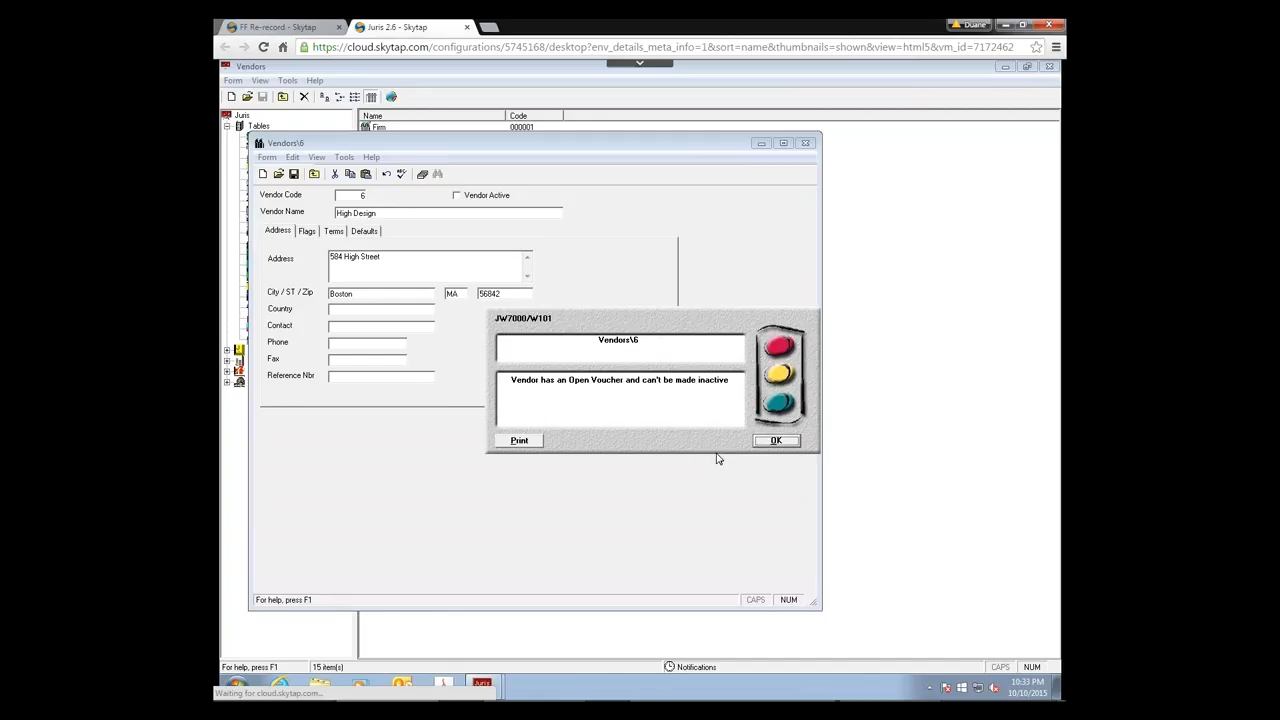 FF Re-record - Skytap
Juris 2.6 - Skytap
Duane
https://cloud.skytap.com/configurations/5745168/desktop?env_details_meta_info=1&sort=name&thumbnails=shown&view=html5&vm_id=7172462
Vendors
Form View Tools Help
Juris
Name Code
Tables
Firm 000001
Vendors\6
Form Edit View Tools Help
Vendor Code 6 Vendor Active
Vendor Name High Design
Address Flags Terms Defaults
Address 584 High Street
City / ST / Zip Boston MA 56842
Country
Contact
Phone
Fax
Reference Nbr
JW7000/W101
Vendors\6
Vendor has an Open Voucher and can't be made inactive
Print OK
For help, press F1 CAPS NUM
For help, press F1 15 item(s) Notifications CAPS NUM
Juris
Waiting for cloud.skytap.com...
10:33 PM
10/10/2015